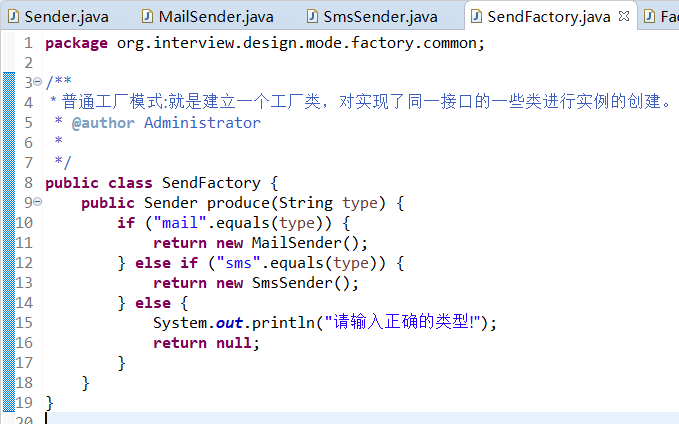 Sender.java MailSender.java SmsSender.java SendFactory.java Fa
1 package org.interview.design.mode.factory.common;
2
3 /**
4 * 普通工厂模式:就是建立一个工厂类，对实现了同一接口的一些类进行实例的创建。
5 * @author Administrator
6 *
7 */
8 public class SendFactory {
9 public Sender produce(String type) {
10 if ("mail".equals(type)) {
11 return new MailSender();
12 } else if ("sms".equals(type)) {
13 return new SmsSender();
14 } else {
15 System.out.println("请输入正确的类型!");
16 return null;
17 }
18 }
19 }
20